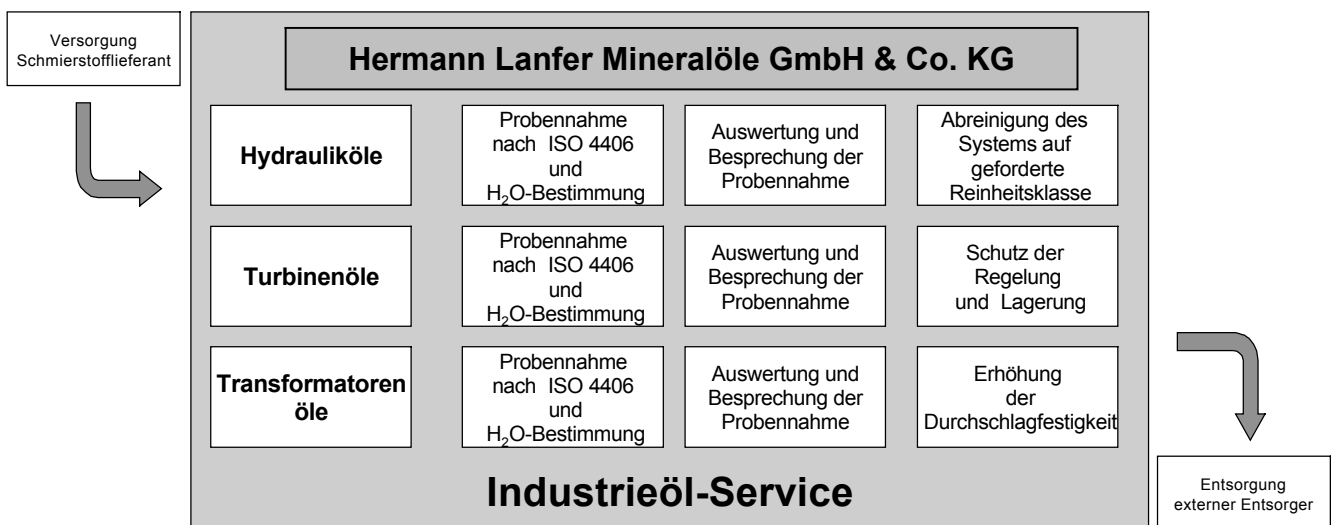 Versorgung
Schmierstofflieferant
Hermann Lanfer Mineralöle GmbH & Co. KG
Hydrauliköle
Probennahme
nach ISO 4406
und
H₂O-Bestimmung
Auswertung und
Besprechung der
Probennahme
Abreinigung des
Systems auf
geforderte
Reinheitsklasse
Turbinenöle
Probennahme
nach ISO 4406
und
H₂O-Bestimmung
Auswertung und
Besprechung der
Probennahme
Schutz der
Regelung
und Lagerung
Transformatoren
öle
Probennahme
nach ISO 4406
und
H₂O-Bestimmung
Auswertung und
Besprechung der
Probennahme
Erhöhung
der
Durchschlagfestigkeit
Industrieöl-Service
Entsorgung
externer Entsorger